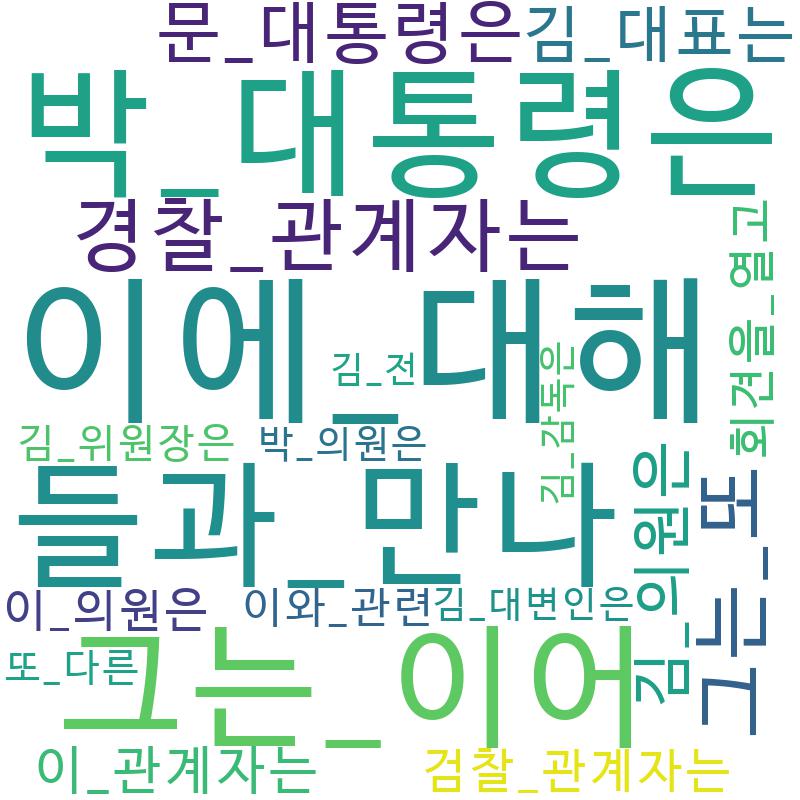 문_대통령은
김_대표는
박_대통령은
경찰_관계자는
회견을_열고
이에_대해
김_전
김_감독은
김_위원장은
박_의원은
들과_만나
김_의원은
그는_또
이_의원은
이와_관련
김_대변인은
그는_이어
또_다른
이_관계자는
검찰_관계자는